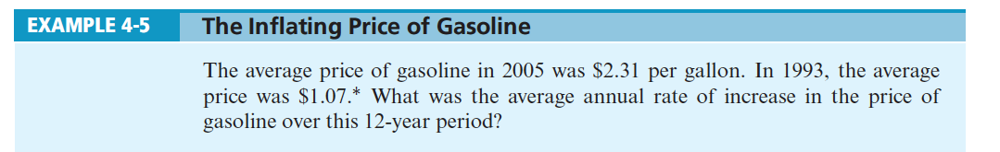 EXAMPLE 4-5 The Inflating Price of Gasoline
The average price of gasoline in 2005 was $2.31 per gallon. In 1993, the average
price was $1.07.* What was the average annual rate of increase in the price of
gasoline over this 12-year period?